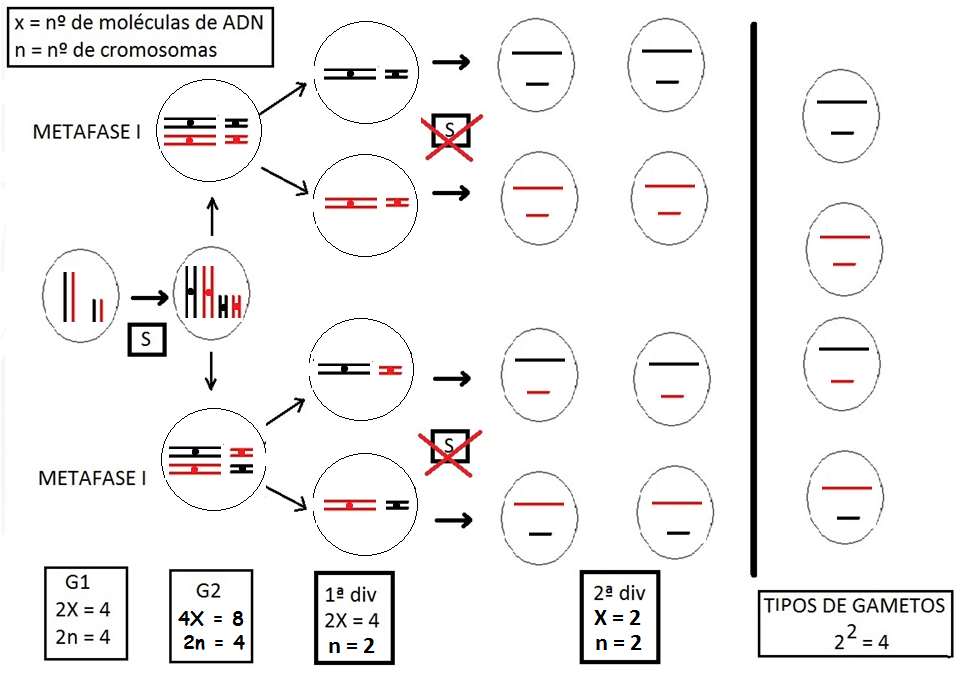 x = nº de moléculas de ADN
n = nº de cromosomas
METAFASE I
S
S
METAFASE I
S
G1
2X = 4
2n = 4
G2
4X = 8
2n = 4
1ª div
2X = 4
n = 2
2ª div
X = 2
n = 2
TIPOS DE GAMETOS
2² = 4